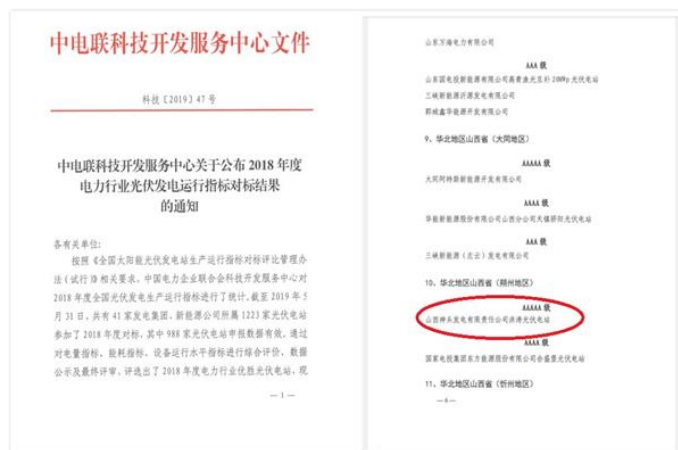 中电联科技开发服务中心文件
科技〔2019〕47号
中电联科技开发服务中心关于公布2018年度
电力行业光伏发电运行指标对标结果
的通知
各有关单位:
按照《全国太阳能光伏发电站生产运行指标对标评比管理办
法(试行)》相关要求,中国电力企业联合会科技开发服务中心对
2018年度全国光伏发电生产运行指标进行了统计。截至2019年5
月31日,共有41家发电集团、新能源公司所属1223家光伏电站
参加了2018年度对标,其中988家光伏电站申报数据有效。通过
对电量指标、能耗指标、设备运行水平指标进行综合评价,数据
公示及最终评审,评选出了2018年度电力行业优胜光伏电站。现
—1—
山东万海电力有限公司
AAA级
山东国电投新能源有限公司高青渔光互补20MWp光伏电站
三峡新能源沂源发电有限公司
郓城鑫华能源开发有限公司
9、华北地区山西省(大同地区)
AAAAA级
大同阿特斯新能源开发有限公司
AAAA级
华能新能源股份有限公司山西分公司天镇研仰光伏电站
AAA级
三峡新能源(左云)发电有限公司
10、华北地区山西省(朔州地区)
AAAAA级
山西神头发电有限责任公司洪涛光伏电站
AAAA级
国家电投集团东方能源股份有限公司合盛堡光伏电站
11、华北地区山西省(忻州地区)
—6—